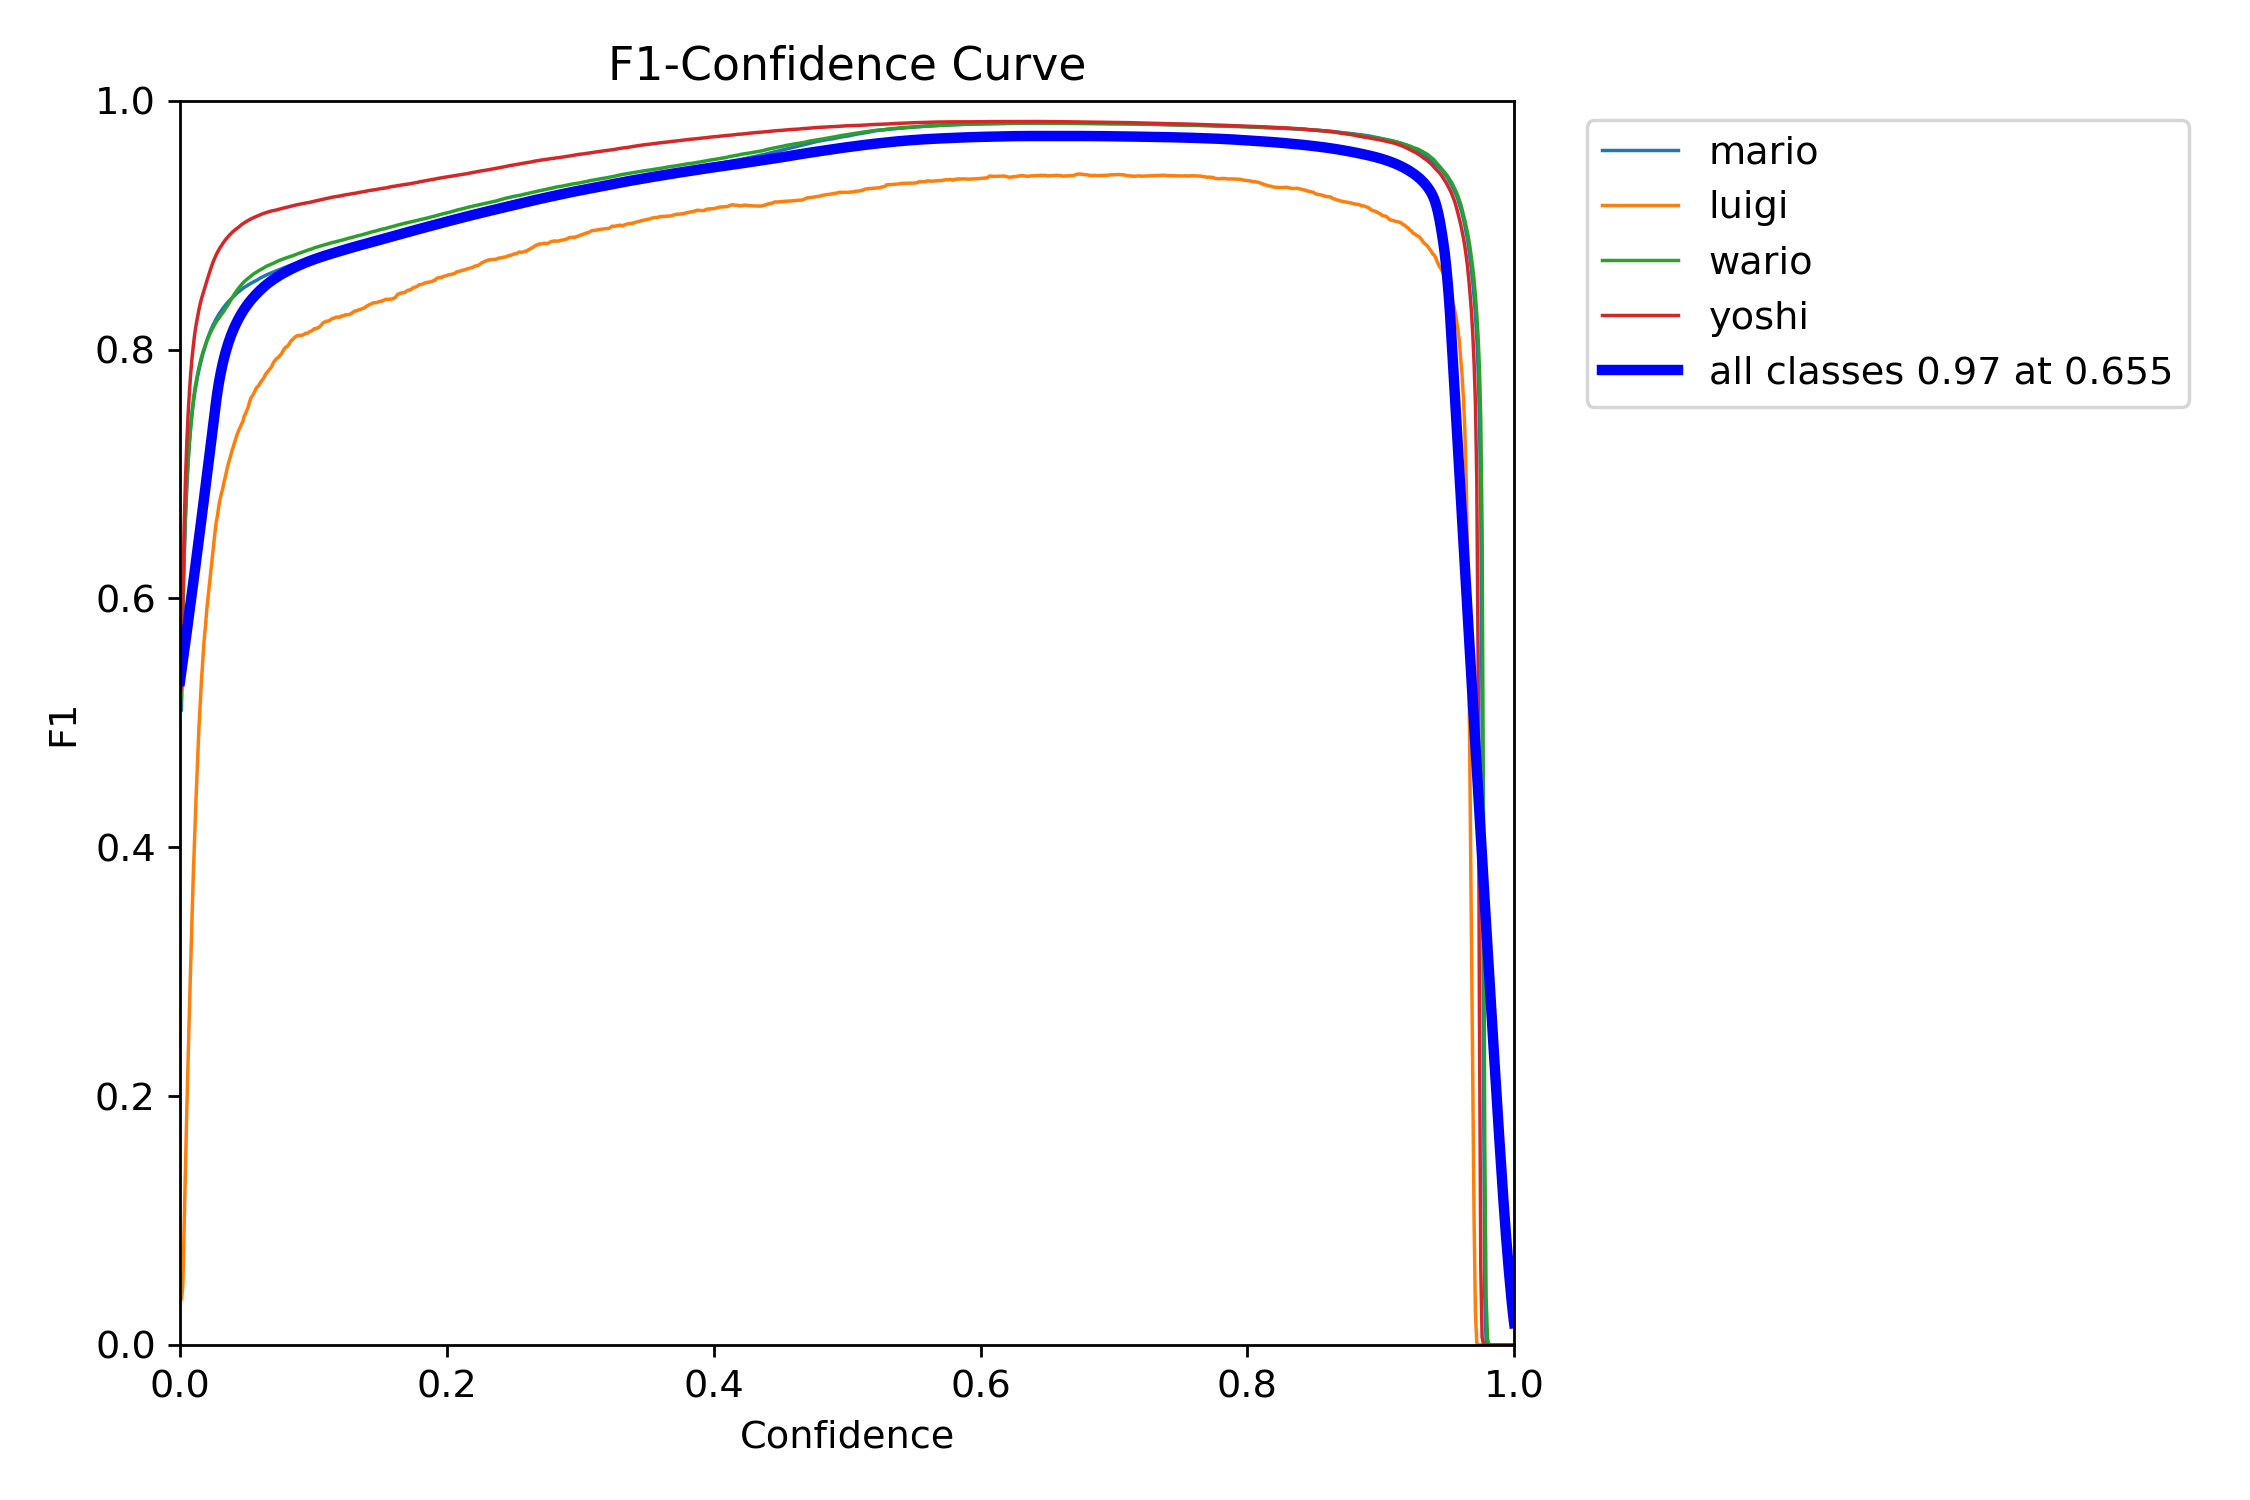 F1-Confidence Curve
1.0
0.8
0.6
0.4
0.2
0.0
F1
0.0 0.2 0.4 0.6 0.8 1.0
Confidence
mario
luigi
wario
yoshi
all classes 0.97 at 0.655